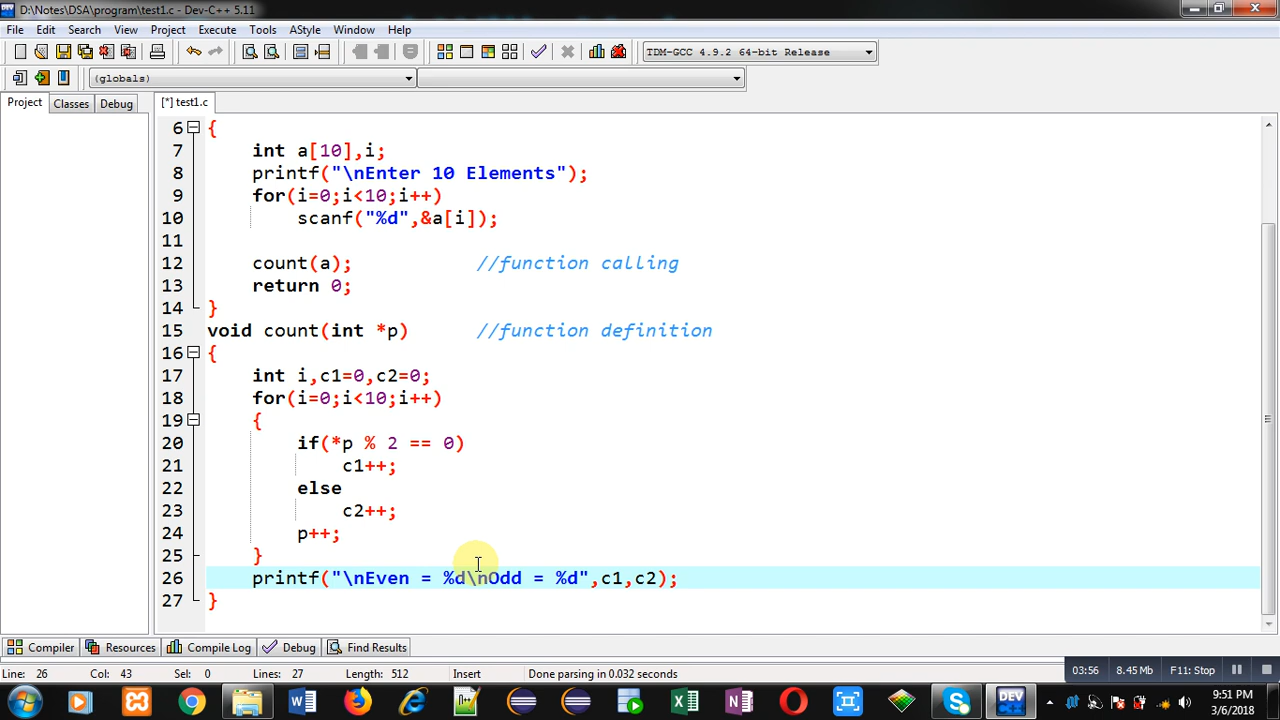 D:\Notes\DSA\program\test1.c - Dev-C++ 5.11
File Edit Search View Project Execute Tools AStyle Window Help
TDM-GCC 4.9.2 64-bit Release
(globals)
Project Classes Debug [*] test1.c
6 {
7 int a[10],i;
8 printf("\nEnter 10 Elements");
9 for(i=0;i<10;i++)
10 scanf("%d",&a[i]);
11
12 count(a); //function calling
13 return 0;
14 }
15 void count(int *p) //function definition
16 {
17 int i,c1=0,c2=0;
18 for(i=0;i<10;i++)
19 {
20 if(*p % 2 == 0)
21 c1++;
22 else
23 c2++;
24 p++;
25 }
26 printf("\nEven = %d\nOdd = %d",c1,c2);
27 }
Compiler Resources Compile Log Debug Find Results
Line: 26 Col: 43 Sel: 0 Lines: 27 Length: 512 Insert Done parsing in 0.032 seconds
03:56 8.45 Mb F11: Stop
9:51 PM
3/6/2018